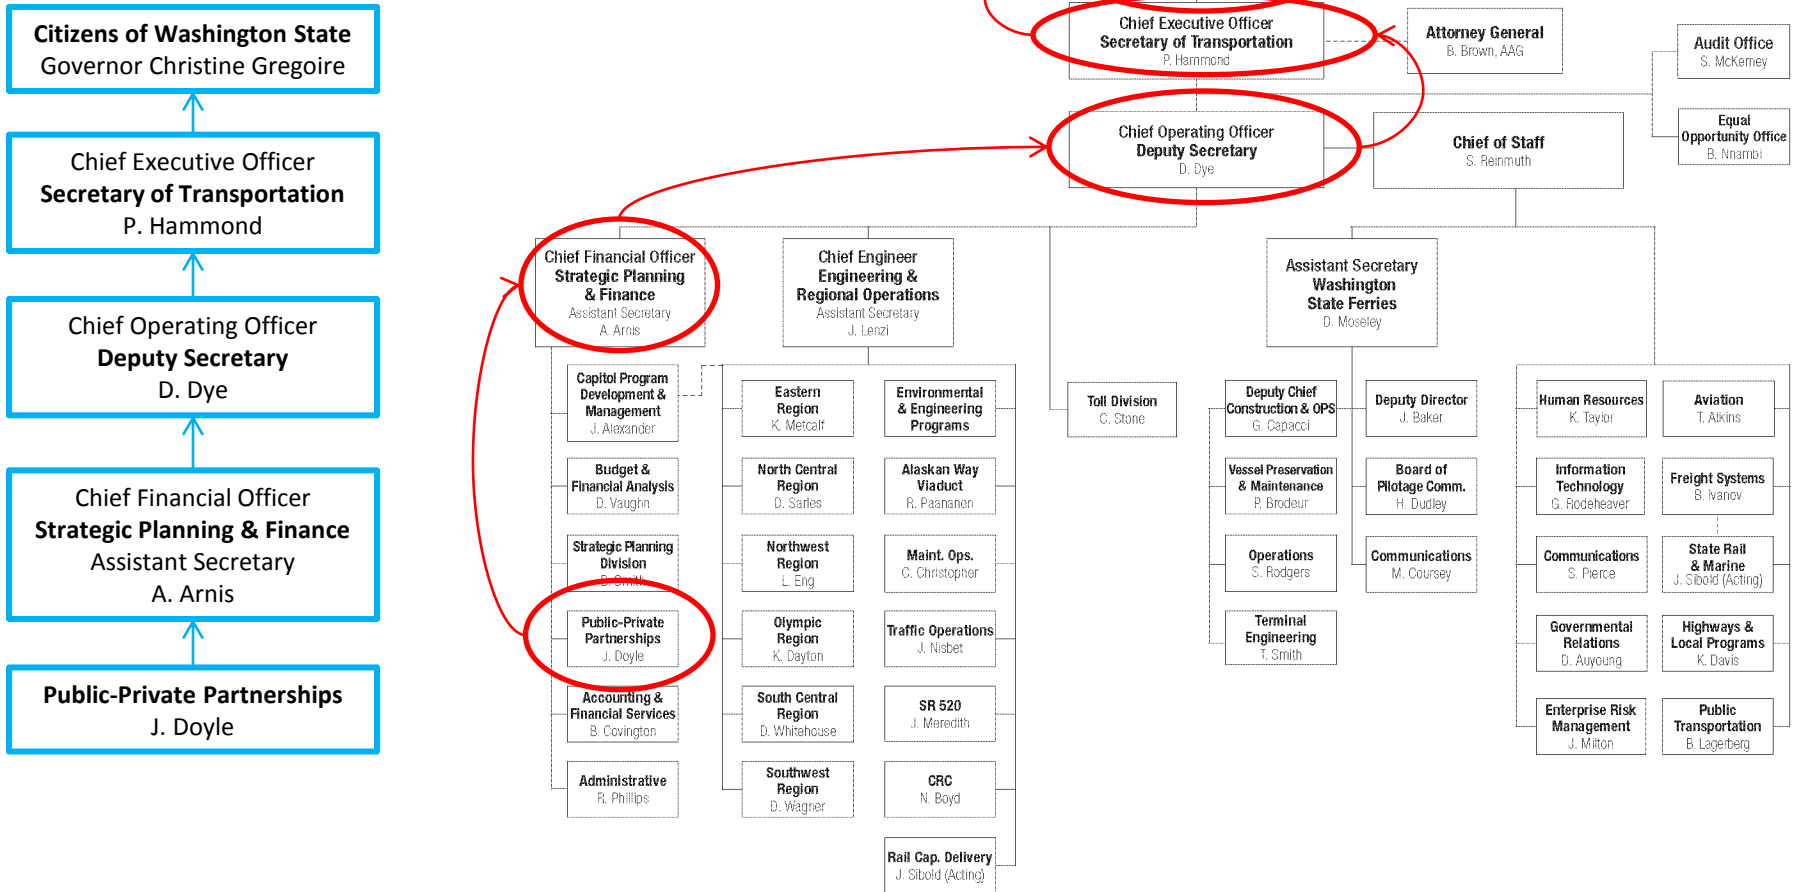 Citizens of Washington State
Governor Christine Gregoire
Chief Executive Officer
Secretary of Transportation
P. Hammond
Chief Operating Officer
Deputy Secretary
D. Dye
Chief Financial Officer
Strategic Planning & Finance
Assistant Secretary
A. Arnis
Public-Private Partnerships
J. Doyle
Chief Executive Officer
Secretary of Transportation
P. Hammond
Attorney General
B. Brown, AAG
Audit Office
S. McKerney
Equal
Opportunity Office
B. Nnambi
Chief Operating Officer
Deputy Secretary
D. Dye
Chief of Staff
S. Reinmuth
Chief Financial Officer
Strategic Planning
& Finance
Assistant Secretary
A. Arnis
Chief Engineer
Engineering &
Regional Operations
Assistant Secretary
J. Lenzi
Assistant Secretary
Washington
State Ferries
D. Moseley
Capitol Program
Development &
Management
J. Alexander
Budget &
Financial Analysis
D. Vaughn
Strategic Planning
Division
D. Smith
Public-Private
Partnerships
J. Doyle
Accounting &
Financial Services
B. Covington
Administrative
R. Phillips
Eastern
Region
K. Metcalf
North Central
Region
D. Sarles
Northwest
Region
L. Eng
Olympic
Region
K. Dayton
South Central
Region
D. Whitehouse
Southwest
Region
D. Wagner
Environmental
& Engineering
Programs
Alaskan Way
Viaduct
R. Paananen
Maint. Ops.
C. Christopher
Traffic Operations
J. Nisbet
SR 520
J. Meredith
CRC
N. Boyd
Rail Cap. Delivery
J. Sibold (Acting)
Toll Division
C. Stone
Deputy Chief
Construction & OPS
G. Capacci
Vessel Preservation
& Maintenance
P. Brodeur
Operations
S. Rodgers
Terminal
Engineering
T. Smith
Deputy Director
J. Baker
Board of
Pilotage Comm.
H. Dudley
Communications
M. Coursey
Human Resources
K. Taylor
Information
Technology
G. Rodeheaver
Communications
S. Pierce
Governmental
Relations
D. Auyoung
Enterprise Risk
Management
J. Milton
Aviation
T. Atkins
Freight Systems
B. Ivanov
State Rail
& Marine
J. Sibold (Acting)
Highways &
Local Programs
K. Davis
Public
Transportation
B. Lagerberg